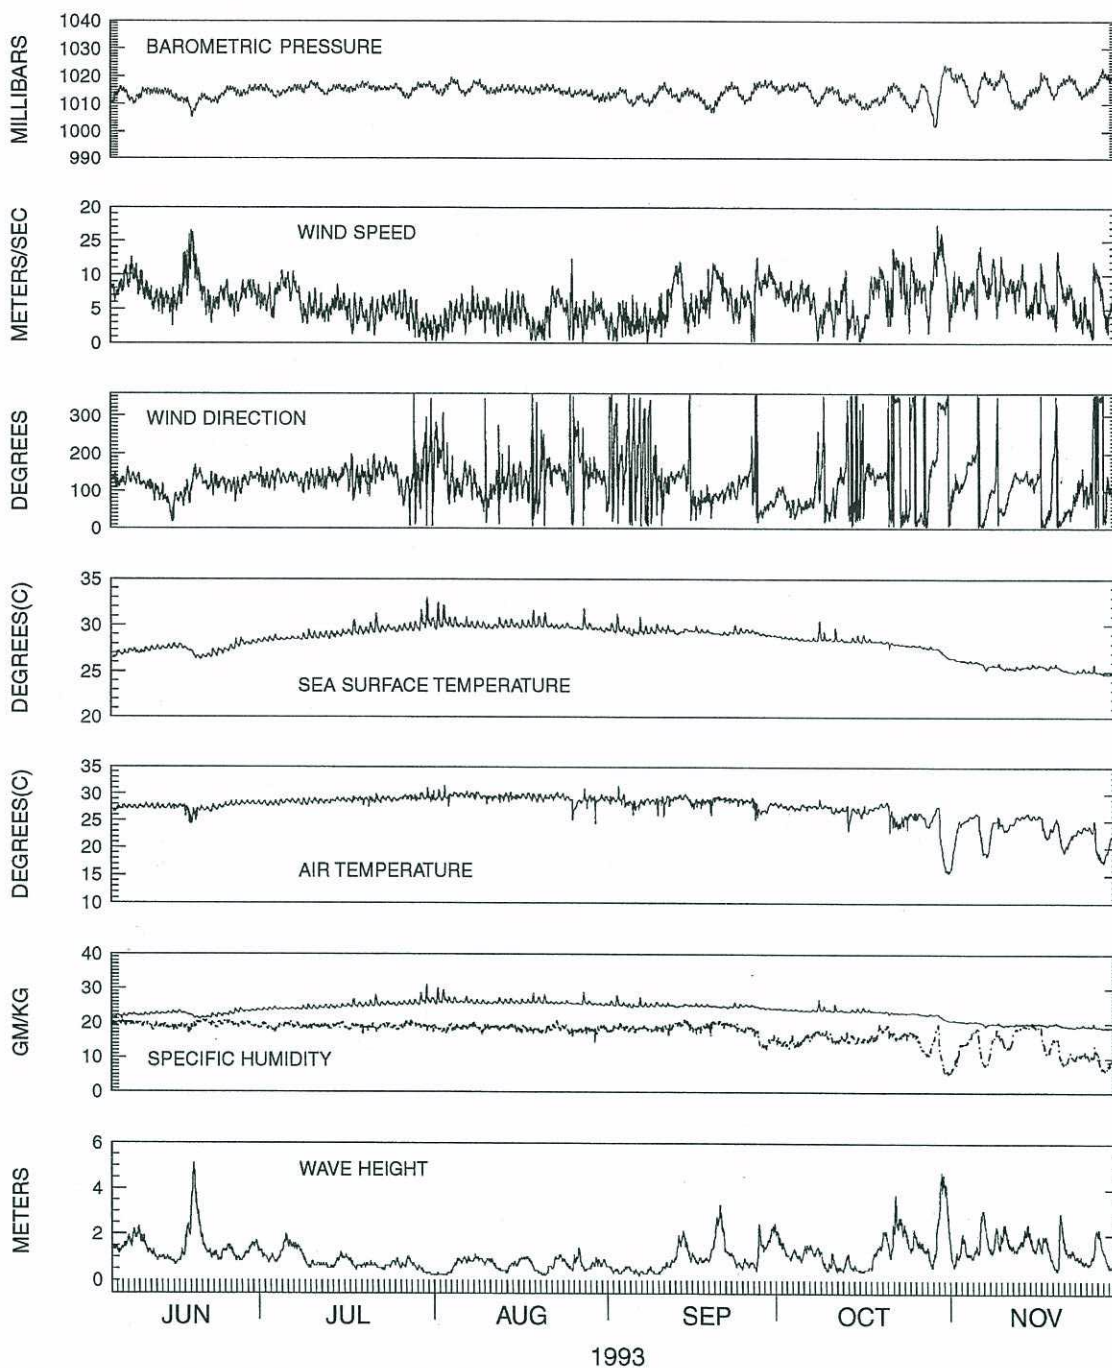 MILLIBARS
1040
1030
1020
1010
1000
990
BAROMETRIC PRESSURE
METERS/SEC
20
25
10
5
0
WIND SPEED
DEGREES
300
200
100
0
WIND DIRECTION
DEGREES(C)
35
30
25
20
SEA SURFACE TEMPERATURE
DEGREES(C)
35
30
25
20
15
10
AIR TEMPERATURE
GM/KG
40
30
20
10
0
SPECIFIC HUMIDITY
METERS
6
4
2
0
WAVE HEIGHT
JUN JUL AUG SEP OCT NOV
1993